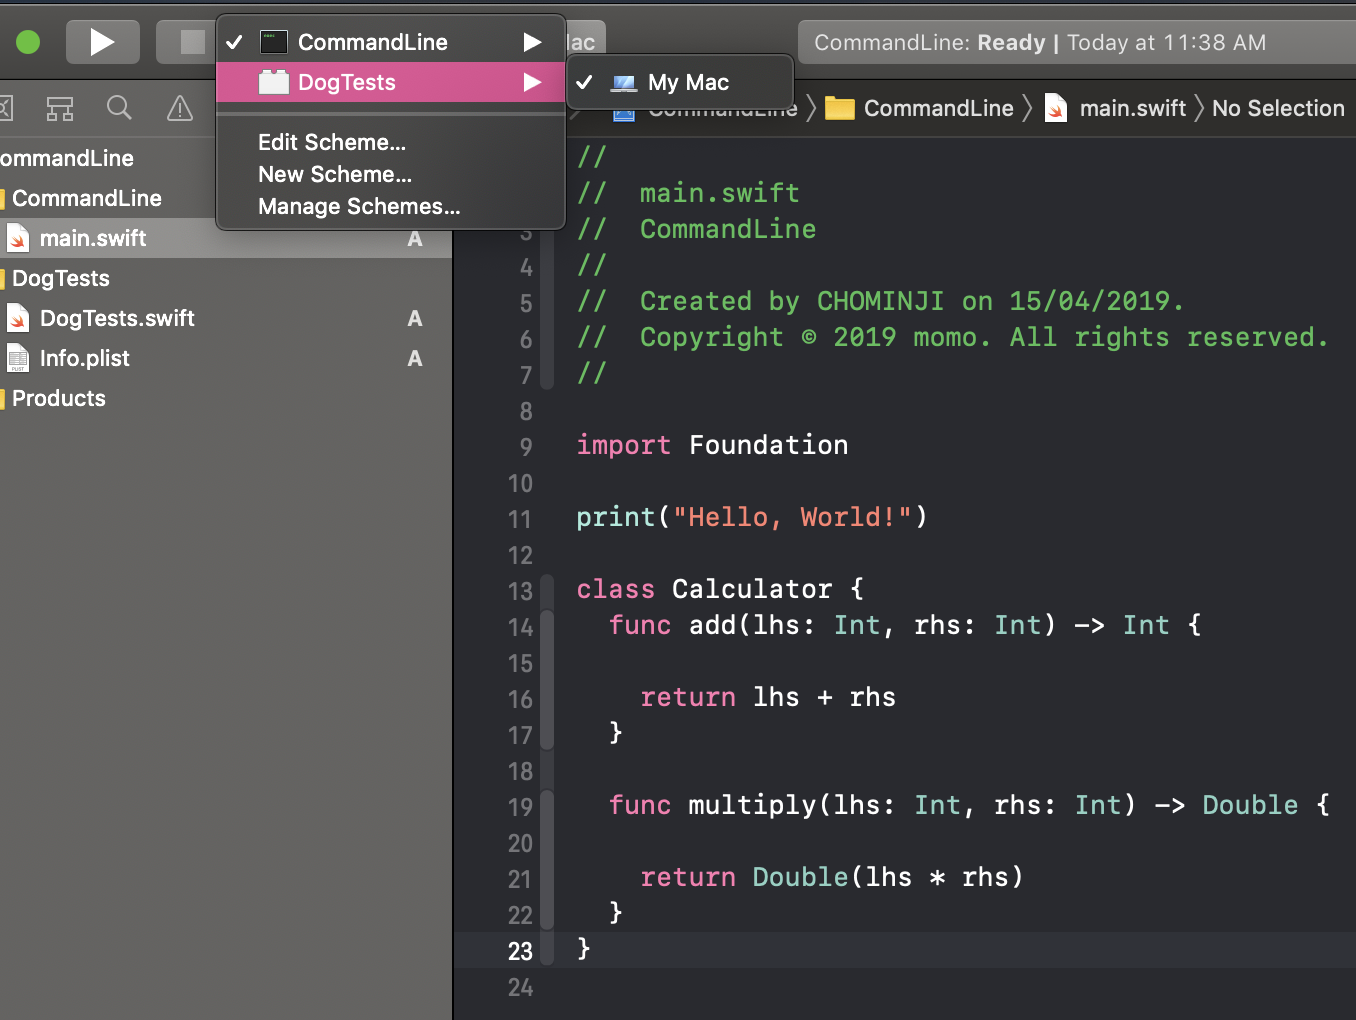 CommandLine
DogTests
Edit Scheme...
New Scheme...
Manage Schemes...
My Mac
CommandLine: Ready | Today at 11:38 AM
CommandLine
CommandLine
main.swift
No Selection
CommandLine
main.swift A
DogTests
DogTests.swift A
Info.plist A
Products
//
// main.swift
3 // CommandLine
4 //
5 // Created by CHOMINJI on 15/04/2019.
6 // Copyright © 2019 momo. All rights reserved.
7 //
8
9 import Foundation
10
11 print("Hello, World!")
12
13 class Calculator {
14 func add(lhs: Int, rhs: Int) -> Int {
15
16 return lhs + rhs
17 }
18
19 func multiply(lhs: Int, rhs: Int) -> Double {
20
21 return Double(lhs * rhs)
22 }
23 }
24